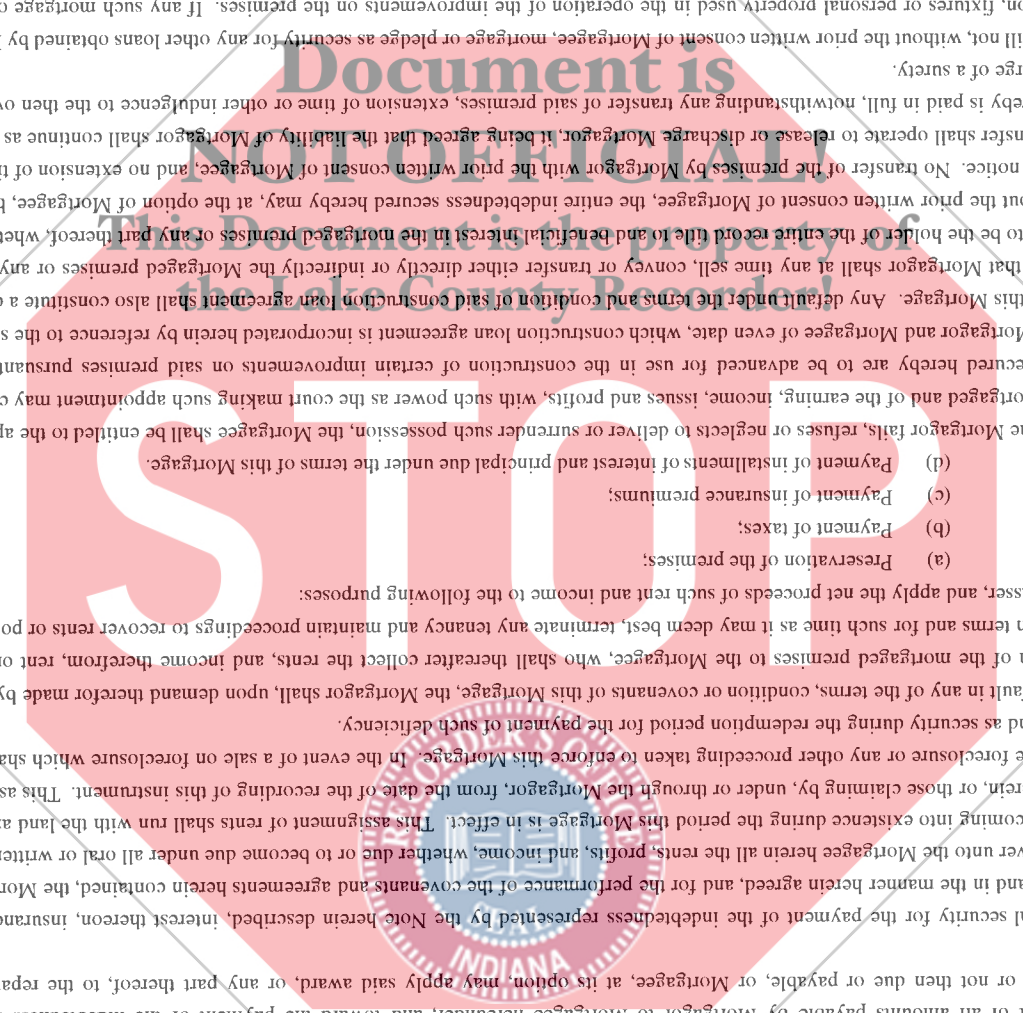 Document is
NOT OFFICIAL!
This Document is the property of
the Lake County Recorder!
STOP
RECORDER'S OFFICE
SEAL
INDIANA
or not then due or payable, or Mortgagee, at its option, may apply said award, or any part thereof, to the repa
al security for the payment of the indebtedness represented by the Note herein described, interest thereon, insuran
and in the manner herein agreed, and for the performance of the covenants and agreements herein contained, the Mor
ver unto the Mortgagee herein all the rents, profits, and income, whether due or to become due under all oral or written
coming into existence during the period this Mortgage is in effect. This assignment of rents shall run with the land a
rein, or those claiming by, under or through the Mortgagor, from the date of the recording of this instrument. This as
e foreclosure or any other proceeding taken to enforce this Mortgage. In the event of a sale on foreclosure which sha
nd as security during the redemption period for the payment of such deficiency.
fault in any of the terms, condition or covenants of this Mortgage, the Mortgagor shall, upon demand therefor made by
n of the mortgaged premises to the Mortgagee, who shall thereafter collect the rents, and income therefrom, rent o
n terms and for such time as it may deem best, terminate any tenancy and maintain proceedings to recover rents or po
sser, and apply the net proceeds of such rent and income to the following purposes:
(a) Preservation of the premises;
(b) Payment of taxes;
(c) Payment of insurance premiums;
(d) Payment of installments of interest and principal due under the terms of this Mortgage.
ne Mortgagor fails, refuses or neglects to deliver or surrender such possession, the Mortgagee shall be entitled to the ap
ortgaged and of the earning, income, issues and profits, with such power as the court making such appointment may c
ecured hereby are to be advanced for use in the construction of certain improvements on said premises pursuant
Mortgagor and Mortgagee of even date, which construction loan agreement is incorporated herein by reference to the s
this Mortgage. Any default under the terms and condition of said construction loan agreement shall also constitute a
that Mortgagor shall at any time sell, convey or transfer either directly or indirectly the Mortgaged premises or any
to be the holder of the entire record title to and beneficial interest in the mortgaged premises or any part thereof, whet
out the prior written consent of Mortgagee, the entire indebtedness secured hereby may, at the option of Mortgagee, b
notice. No transfer of the premises by Mortgagor with the prior written consent of Mortgagee, and no extension of ti
nsfer shall operate to release or discharge Mortgagor, it being agreed that the liability of Mortgagor shall continue as
reby is paid in full, notwithstanding any transfer of said premises, extension of time or other indulgence to the then ow
rge of a surety.
ill not, without the prior written consent of Mortgagee, mortgage or pledge as security for any other loans obtained by
on, fixtures or personal property used in the operation of the improvements on the premises. If any such mortgage o